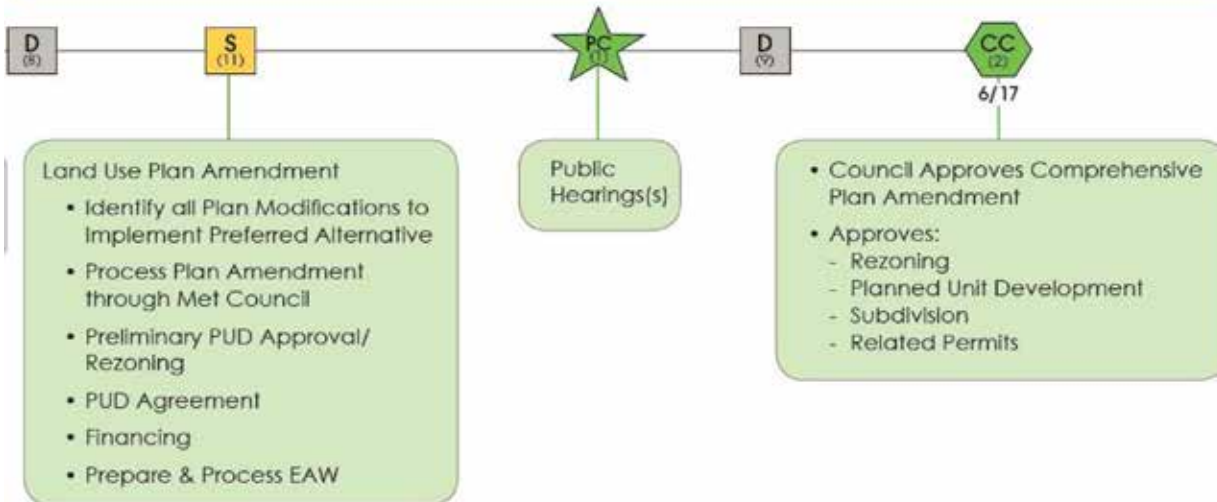 D
(8)
S
(11)
PC
(1)
D
(9)
CC
(2)
6/17
Land Use Plan Amendment
• Identify all Plan Modifications to
Implement Preferred Alternative
• Process Plan Amendment
through Met Council
• Preliminary PUD Approval/
Rezoning
• PUD Agreement
• Financing
• Prepare & Process EAW
Public
Hearings(s)
• Council Approves Comprehensive
Plan Amendment
• Approves:
- Rezoning
- Planned Unit Development
- Subdivision
- Related Permits